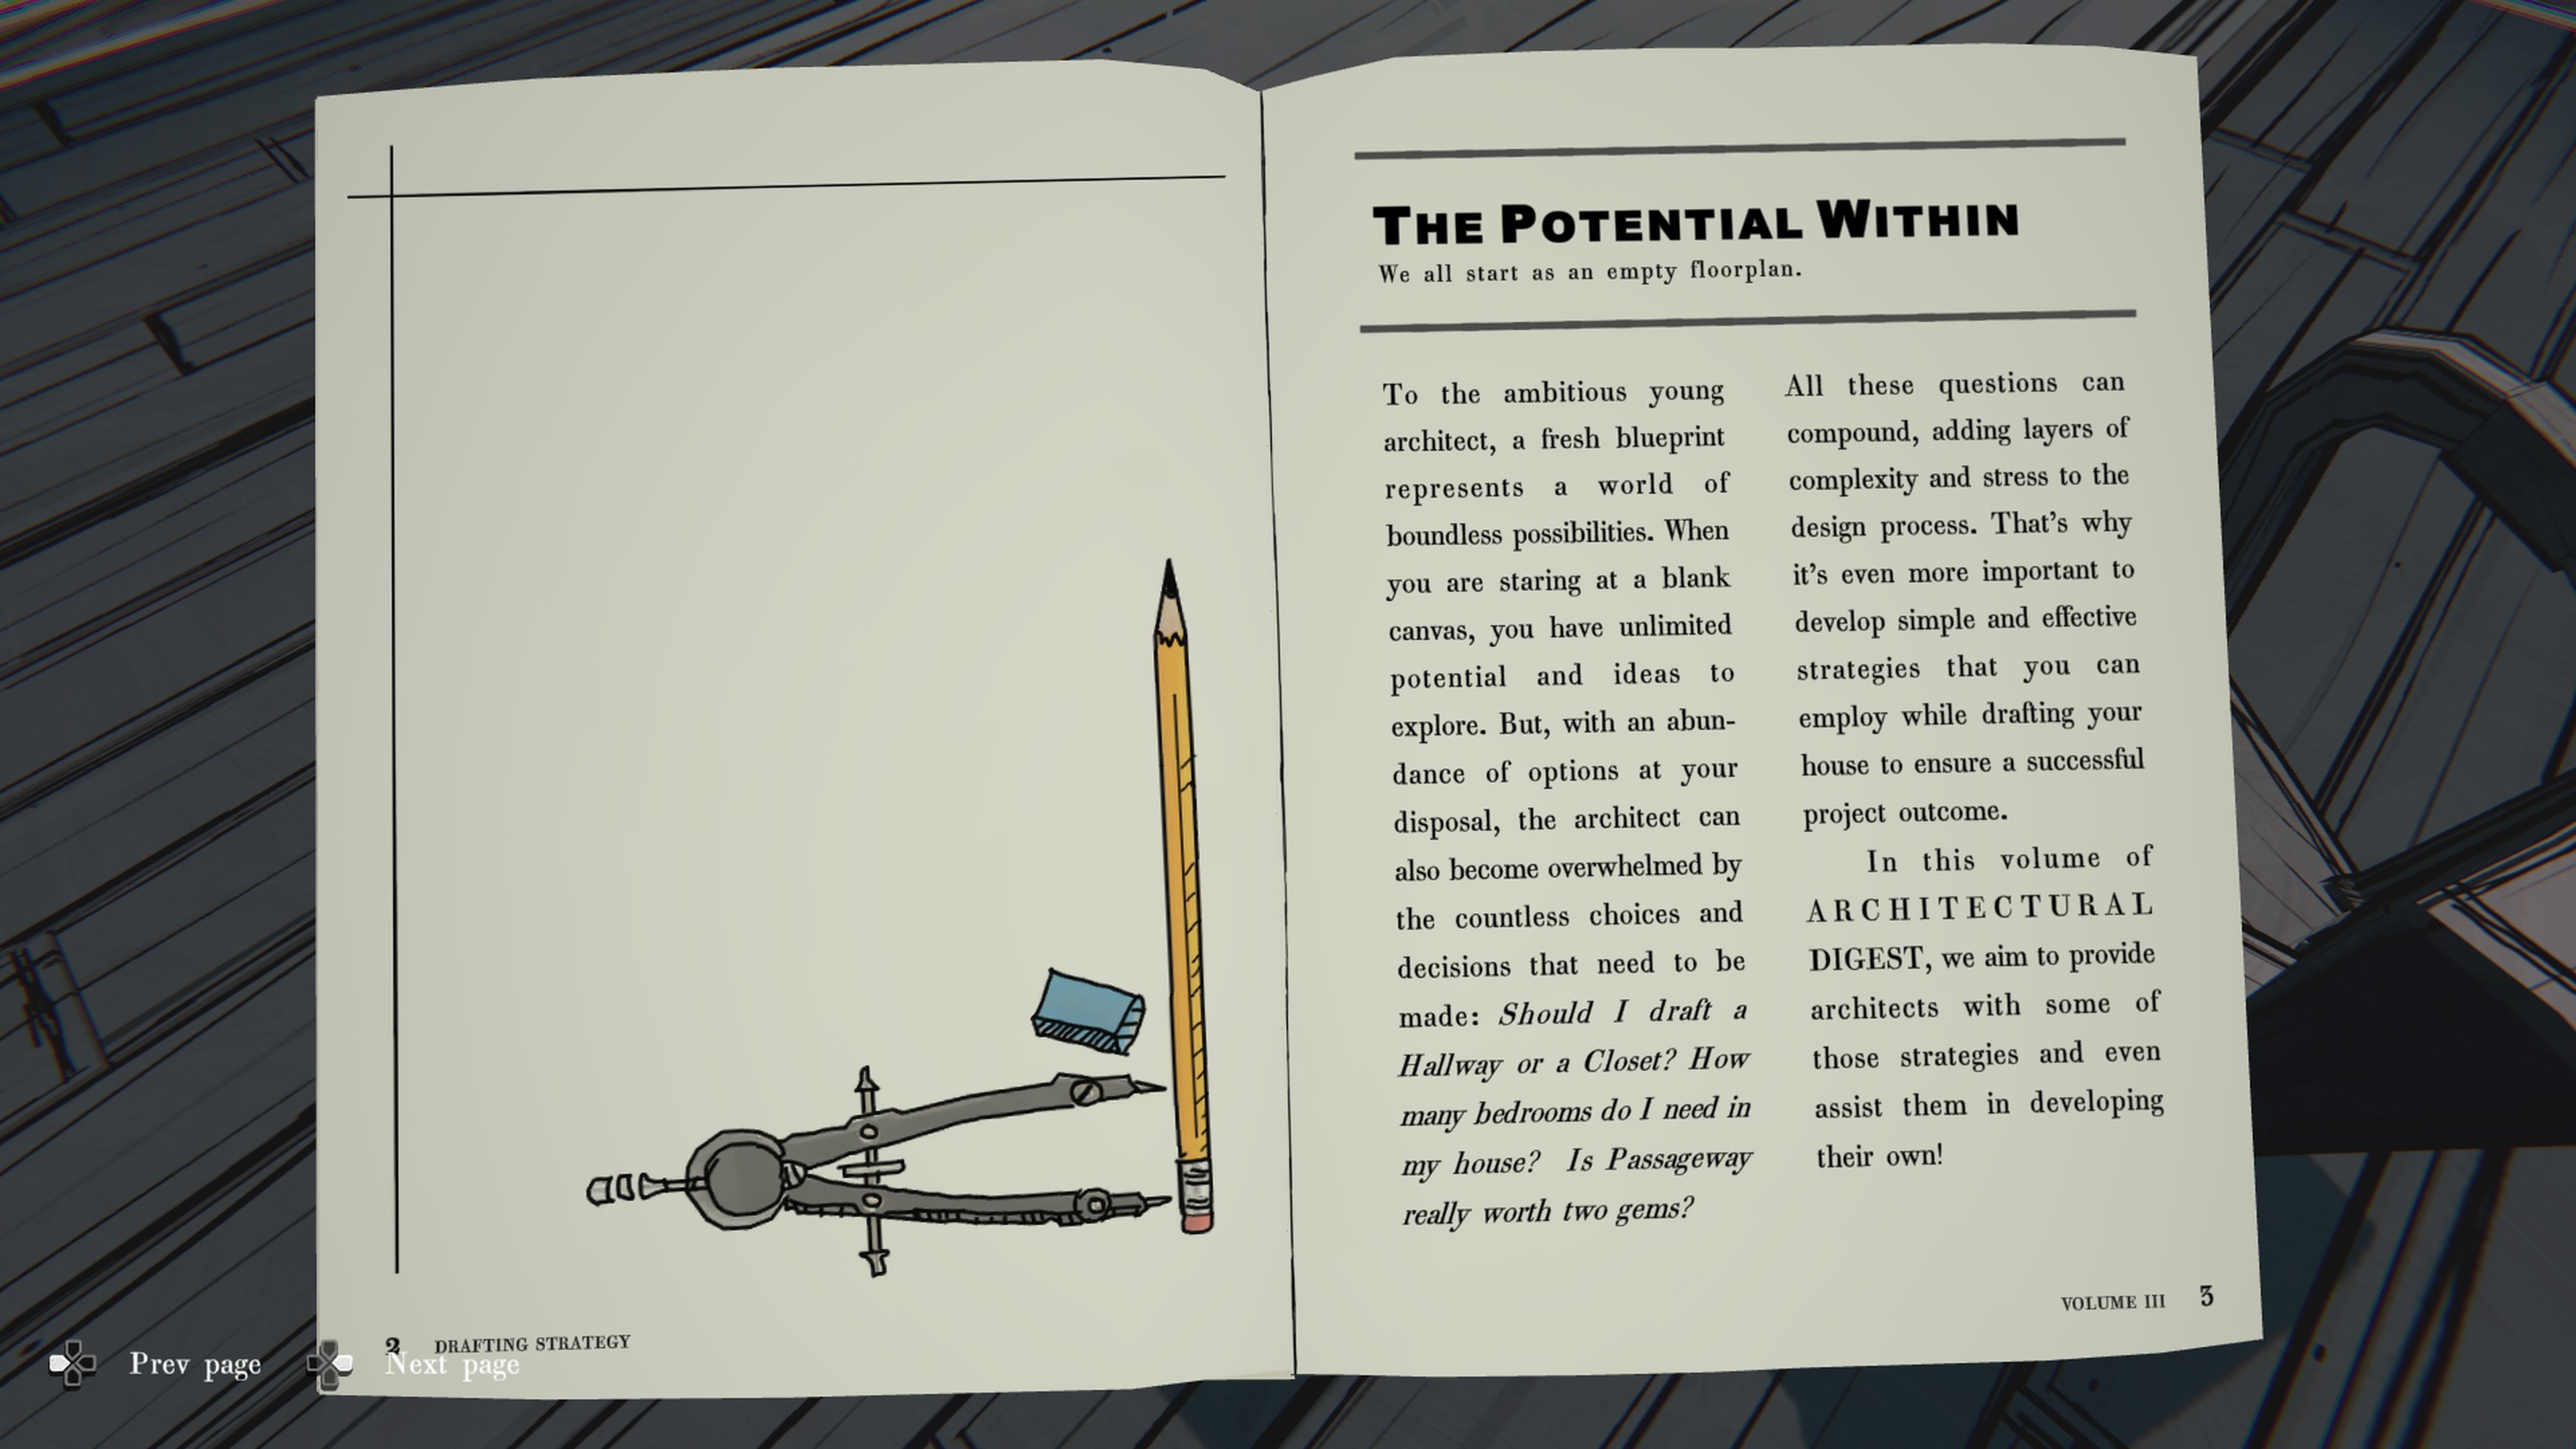 THE POTENTIAL WITHIN
We all start as an empty floorplan.
To the ambitious young
architect, a fresh blueprint
represents a world of
boundless possibilities. When
you are staring at a blank
canvas, you have unlimited
potential and ideas to
explore. But, with an abun-
dance of options at your
disposal, the architect can
also become overwhelmed by
the countless choices and
decisions that need to be
made: Should I draft a
Hallway or a Closet? How
many bedrooms do I need in
my house? Is Passageway
really worth two gems?
All these questions can
compound, adding layers of
complexity and stress to the
design process. That's why
it's even more important to
develop simple and effective
strategies that you can
employ while drafting your
house to ensure a successful
project outcome.
In this volume of
ARCHITECTURAL
DIGEST, we aim to provide
architects with some of
those strategies and even
assist them in developing
their own!
VOLUME III 3
2 DRAFTING STRATEGY
Prev page Next page